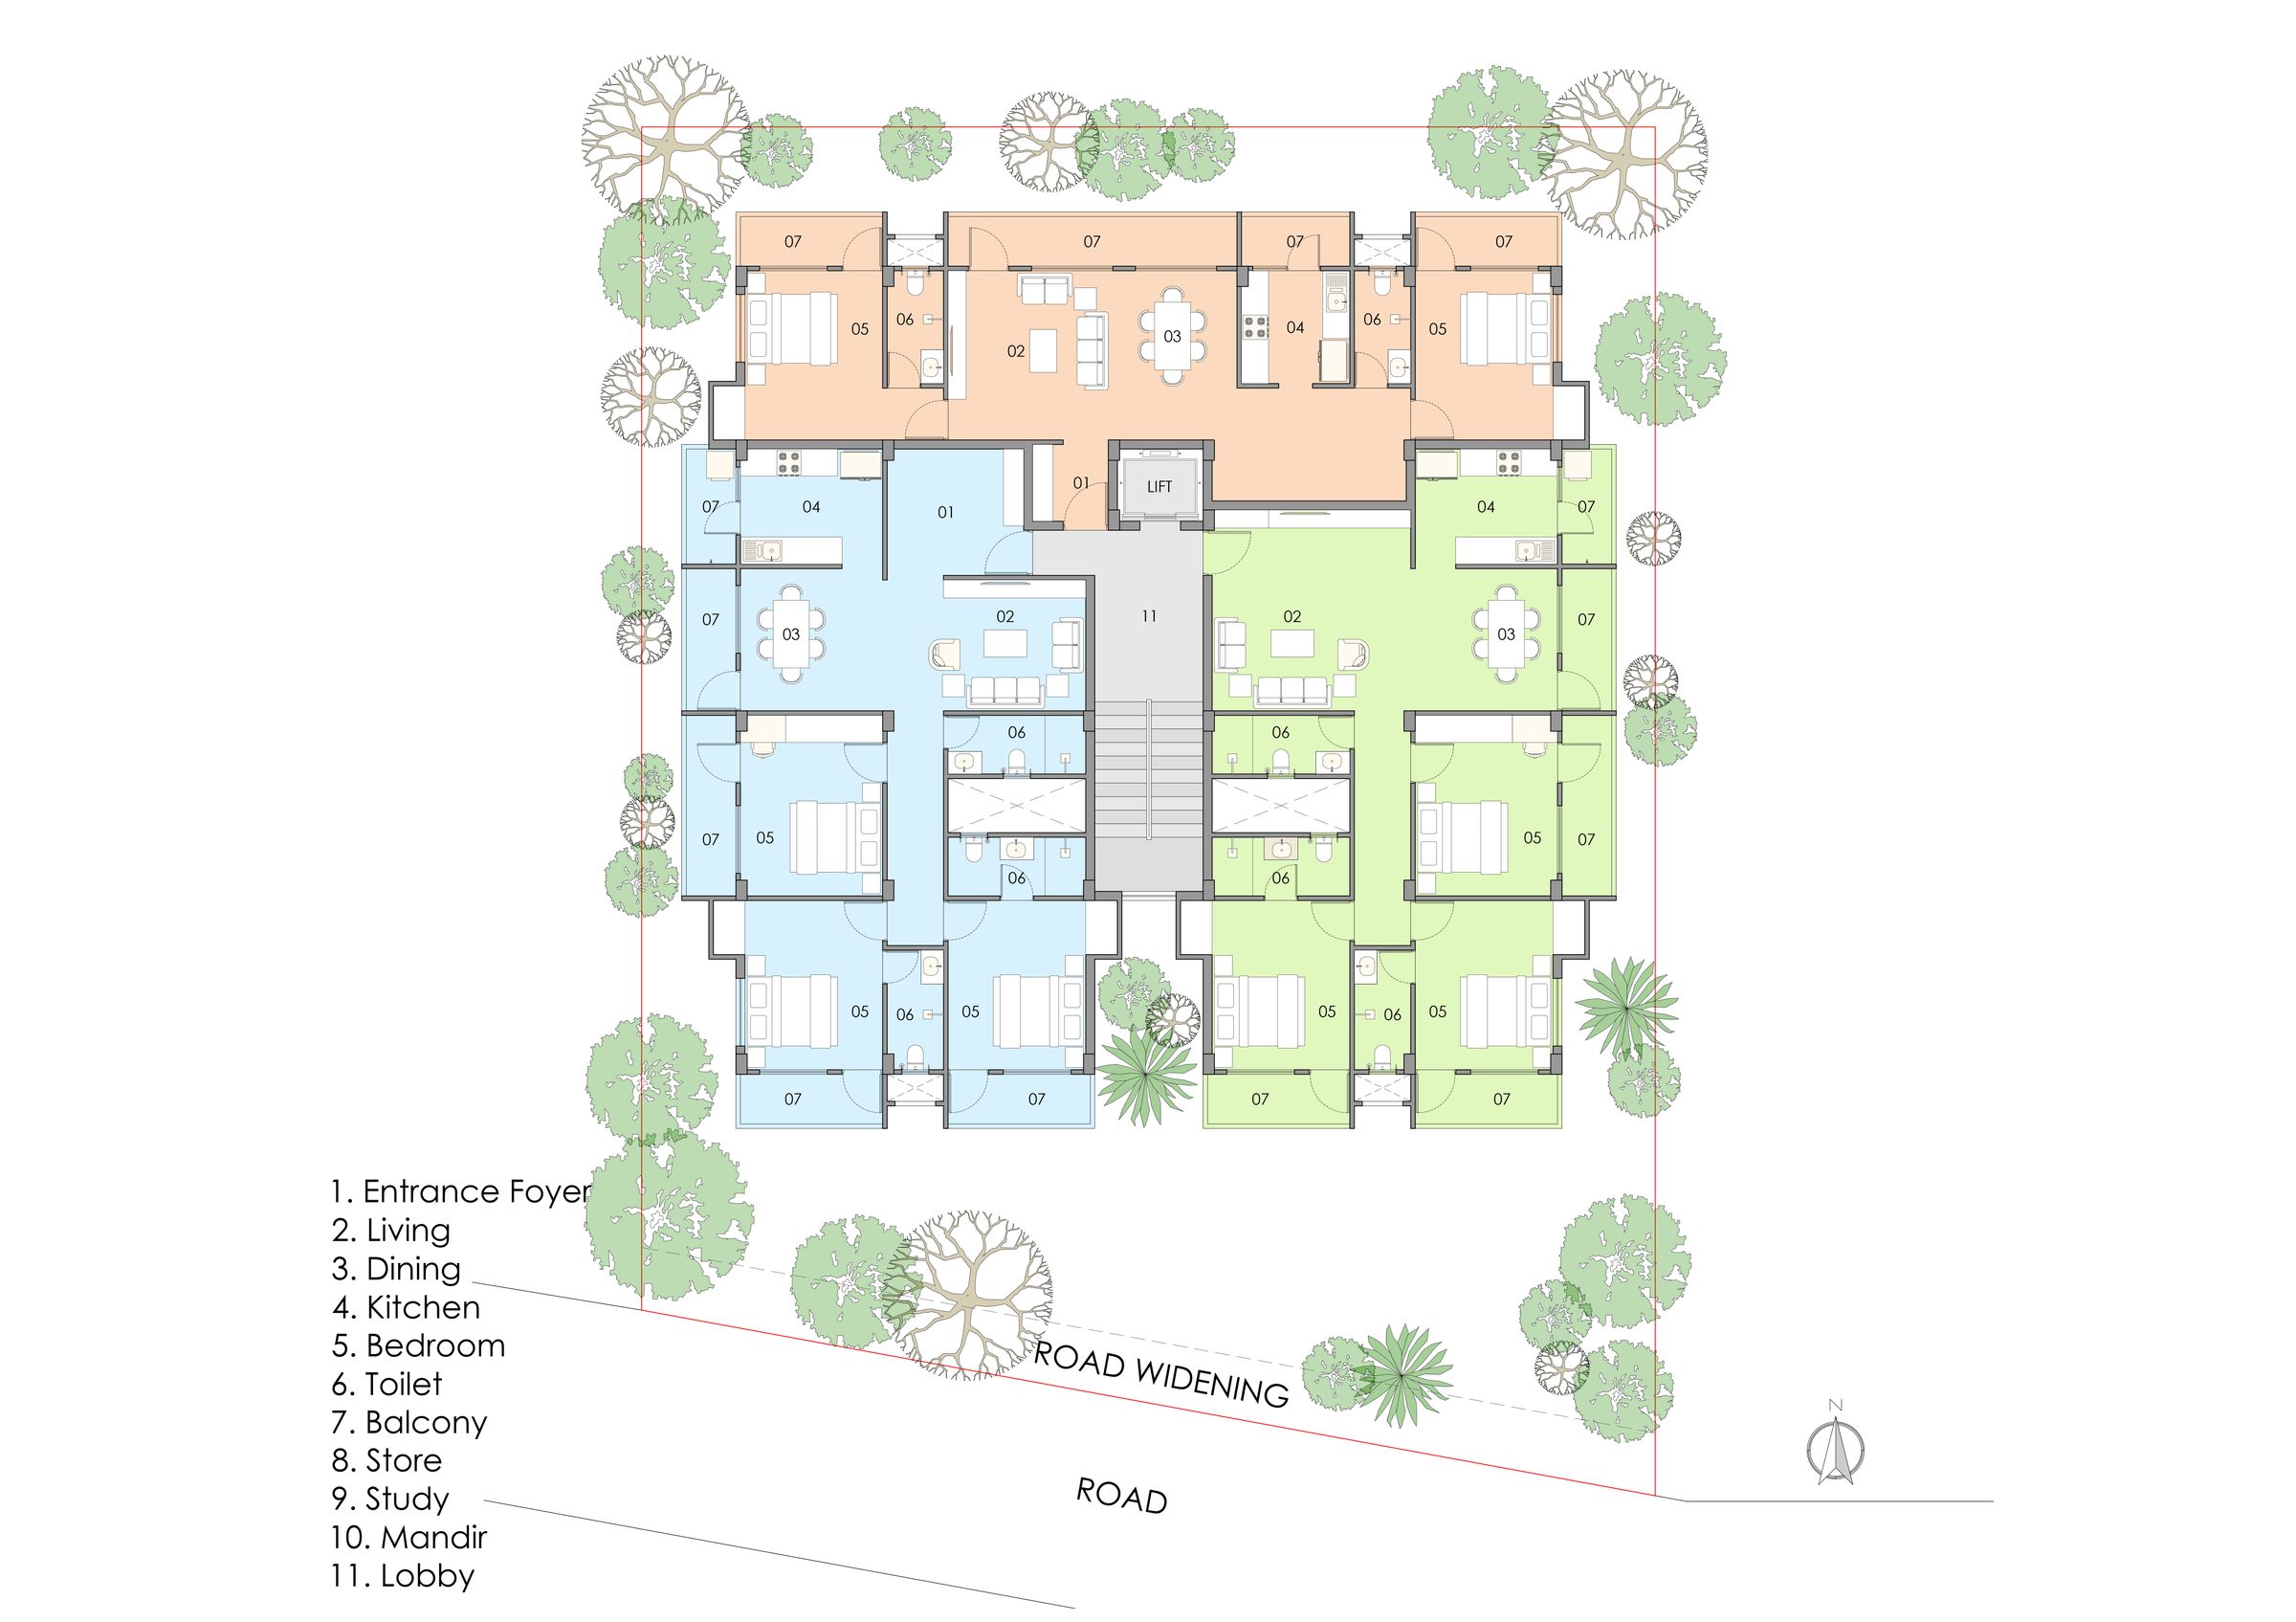 07
07
07
07
05
06
02
03
04
06
05
01
LIFT
07
04
01
04
07
07
03
02
11
02
03
07
06
06
07
05
05
07
06
06
05
06
05
05
06
05
07
07
07
07
1. Entrance Foyer
2. Living
3. Dining
4. Kitchen
5. Bedroom
6. Toilet
7. Balcony
8. Store
9. Study
10. Mandir
11. Lobby
ROAD WIDENING
ROAD
N